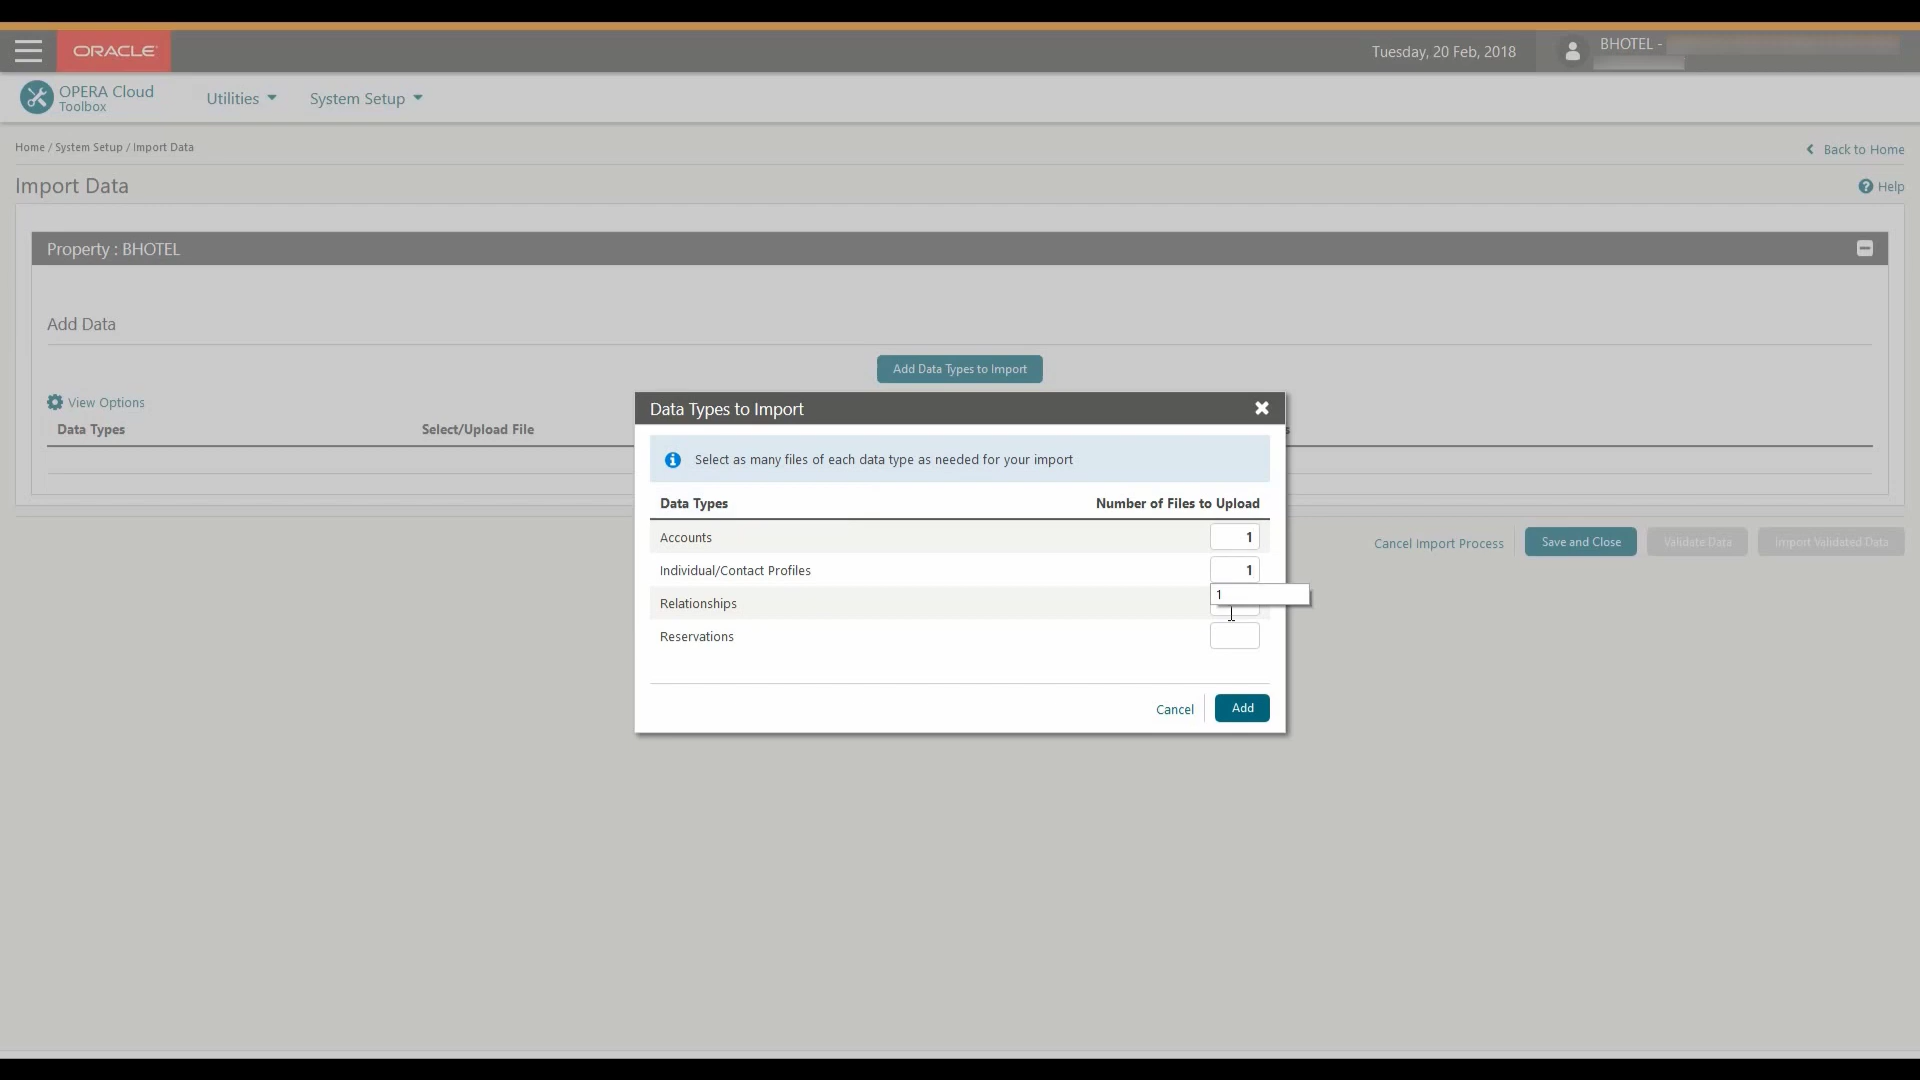 ORACLE
Tuesday, 20 Feb, 2018
BHOTEL -
OPERA Cloud
Toolbox
Utilities
System Setup
Home / System Setup / Import Data
Back to Home
Import Data
Help
Property : BHOTEL
Add Data
Add Data Types to Import
View Options
Data Types
Select/Upload File
Data Types to Import
Select as many files of each data type as needed for your import
Data Types
Number of Files to Upload
Accounts
1
Individual/Contact Profiles
1
1
Relationships
Reservations
Cancel
Add
Cancel Import Process
Save and Close
Validate Data
Import Validated Data